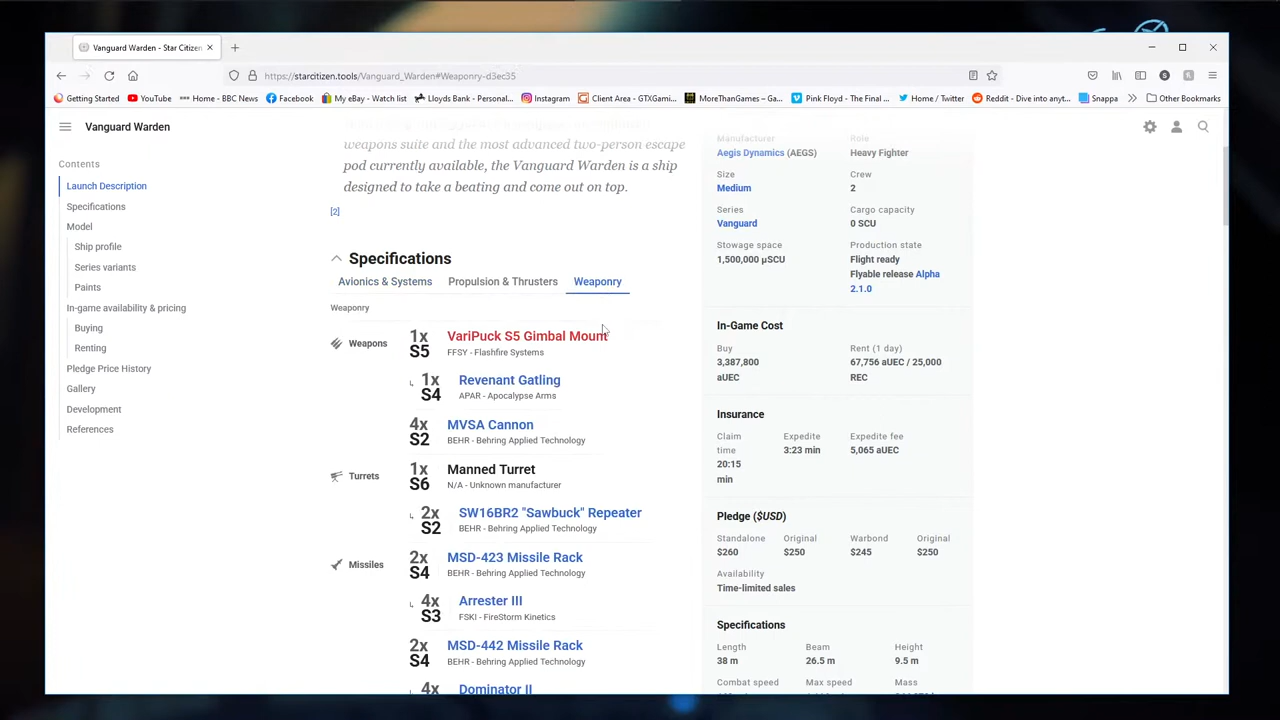 Vanguard Warden - Star Citizen
https://starcitizen.tools/Vanguard_Warden#Weaponry-d3ec35
Getting Started
YouTube
Home - BBC News
Facebook
My eBay - Watch list
Lloyds Bank - Personal...
Instagram
Client Area - GTXGami...
MoreThanGames – Ga...
Pink Floyd - The Final ...
Home / Twitter
Reddit - Dive into anyt...
Snappa
Other Bookmarks
Vanguard Warden
Contents
Launch Description
Specifications
Model
Ship profile
Series variants
Paints
In-game availability & pricing
Buying
Renting
Pledge Price History
Gallery
Development
References
weapons suite and the most advanced two-person escape
pod currently available, the Vanguard Warden is a ship
designed to take a beating and come out on top.
[2]
Specifications
Avionics & Systems Propulsion & Thrusters Weaponry
Weaponry
Weapons
1x S5
VariPuck S5 Gimbal Mount
FFSY - Flashfire Systems
1x S4
Revenant Gatling
APAR - Apocalypse Arms
4x S2
MVSA Cannon
BEHR - Behring Applied Technology
Turrets
1x S6
Manned Turret
N/A - Unknown manufacturer
2x S2
SW16BR2 "Sawbuck" Repeater
BEHR - Behring Applied Technology
Missiles
2x S4
MSD-423 Missile Rack
BEHR - Behring Applied Technology
4x S3
Arrester III
FSKI - FireStorm Kinetics
2x S4
MSD-442 Missile Rack
BEHR - Behring Applied Technology
4x
Dominator II
Manufacturer Role
Aegis Dynamics (AEGS) Heavy Fighter
Size Crew
Medium 2
Series Cargo capacity
Vanguard 0 SCU
Stowage space Production state
1,500,000 μSCU Flight ready
Flyable release Alpha
2.1.0
In-Game Cost
Buy Rent (1 day)
3,387,800 67,756 aUEC / 25,000
aUEC REC
Insurance
Claim Expedite Expedite fee
time 3:23 min 5,065 aUEC
20:15
min
Pledge ($USD)
Standalone Original Warbond Original
$260 $250 $245 $250
Availability
Time-limited sales
Specifications
Length Beam Height
38 m 26.5 m 9.5 m
Combat speed Max speed Mass